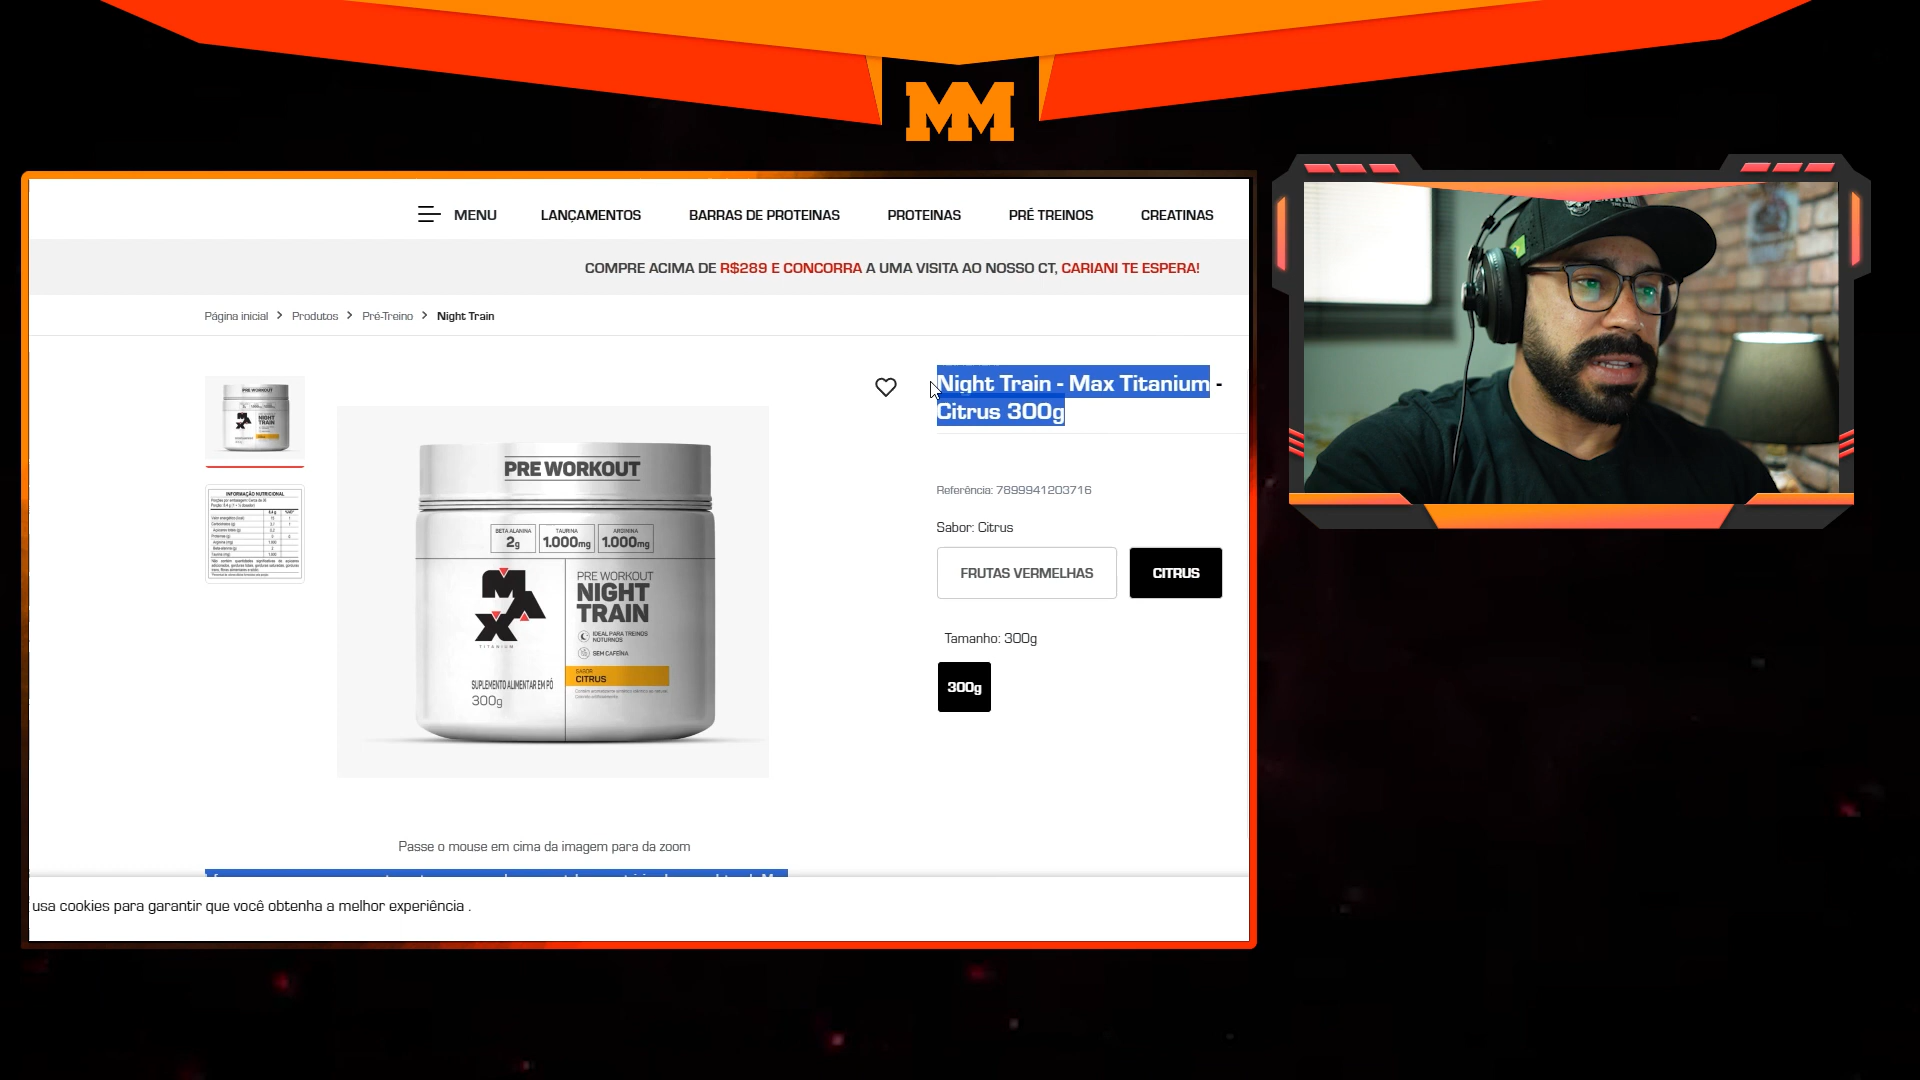 MM
MENU
LANÇAMENTOS
BARRAS DE PROTEINAS
PROTEINAS
PRÉ TREINOS
CREATINAS
COMPRE ACIMA DE R$289 E CONCORRA A UMA VISITA AO NOSSO CT, CARIANI TE ESPERA!
Página inicial > Produtos > Pré-Treino > Night Train
Night Train - Max Titanium -
Citrus 300g
Referência: 7899941203716
Sabor: Citrus
FRUTAS VERMELHAS
CITRUS
Tamanho: 300g
300g
INFORMAÇÃO NUTRICIONAL
PRE WORKOUT
BETA ALANINA
2g
TAURINA
1.000mg
ARGININA
1.000mg
MAX
TITANIUM
PRE WORKOUT
NIGHT
TRAIN
IDEAL PARA TREINOS
NOTURNOS
SEM CAFEÍNA
SABOR
CITRUS
SUPLEMENTO ALIMENTAR EM PÓ
300g
Passe o mouse em cima da imagem para da zoom
usa cookies para garantir que você obtenha a melhor experiência .